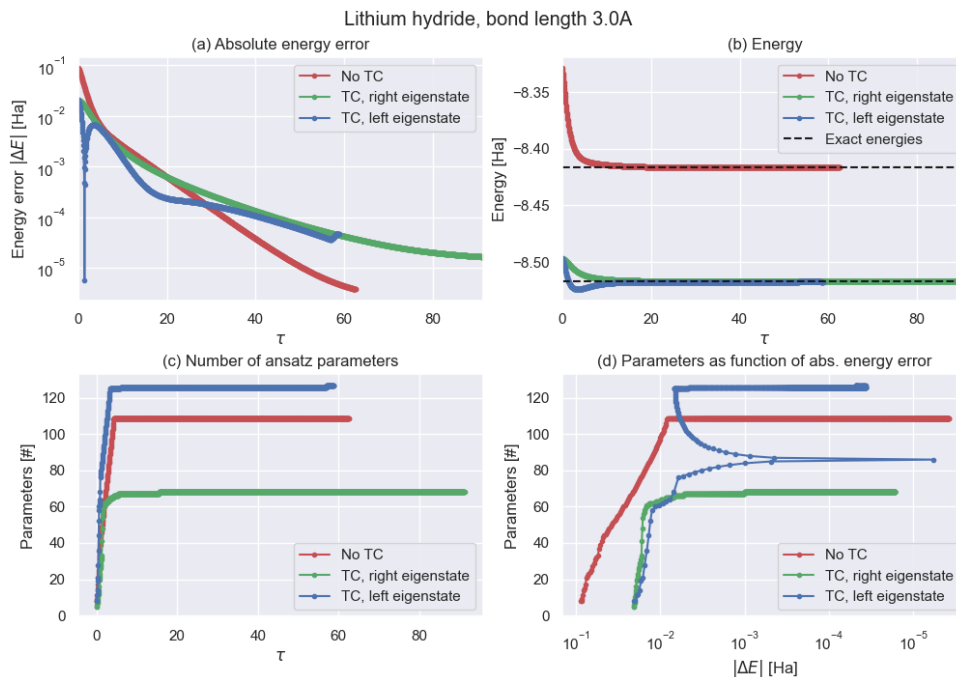 Lithium hydride, bond length 3.0A
(a) Absolute energy error
Energy error |ΔE| [Ha]
10⁻¹
10⁻²
10⁻³
10⁻⁴
10⁻⁵
No TC
TC, right eigenstate
TC, left eigenstate
0 20 40 60 80
τ
(b) Energy
Energy [Ha]
−8.35
−8.40
−8.45
−8.50
No TC
TC, right eigenstate
TC, left eigenstate
Exact energies
0 20 40 60 80
τ
(c) Number of ansatz parameters
Parameters [#]
120
100
80
60
40
20
0
No TC
TC, right eigenstate
TC, left eigenstate
0 20 40 60 80
τ
(d) Parameters as function of abs. energy error
Parameters [#]
120
100
80
60
40
20
0
No TC
TC, right eigenstate
TC, left eigenstate
10⁻¹ 10⁻² 10⁻³ 10⁻⁴ 10⁻⁵
|ΔE| [Ha]